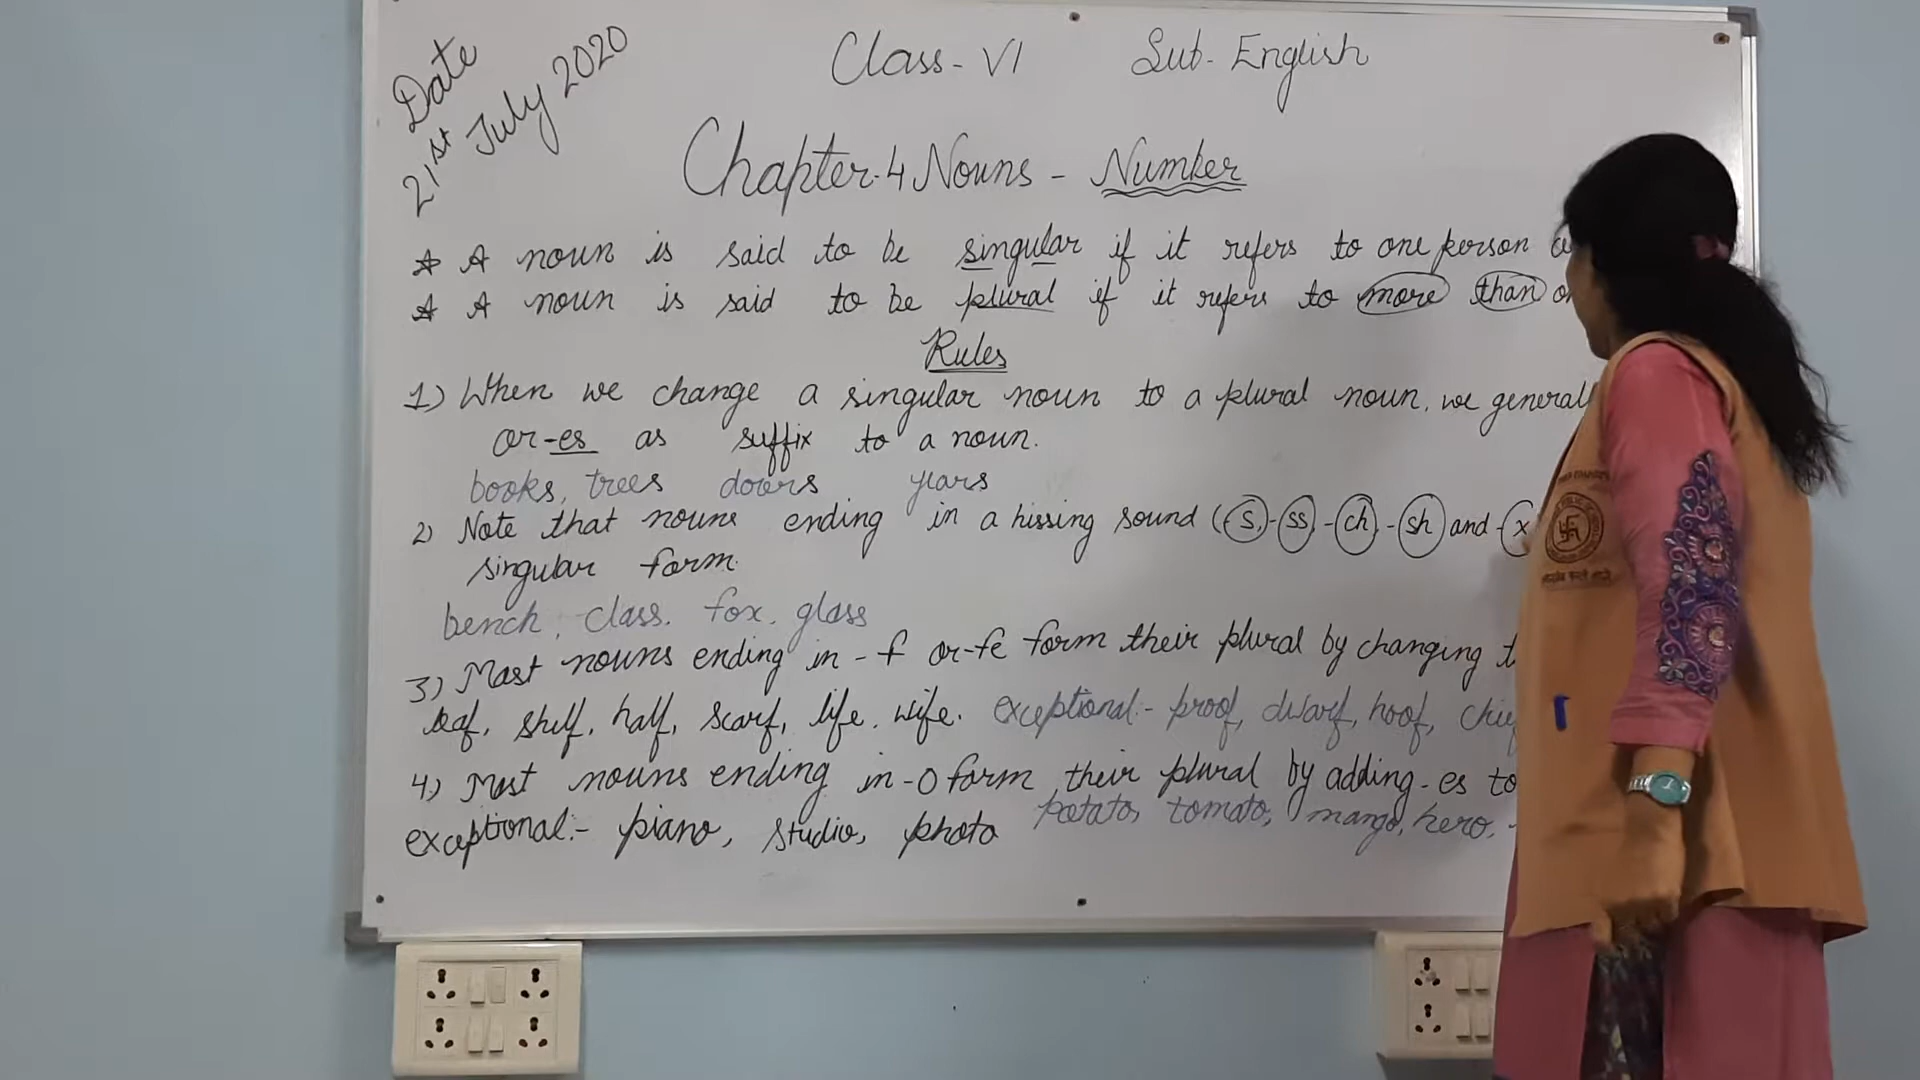 Date
21st July 2020
Class-VI Sub-English
Chapter-4 Nouns - Number
A noun is said to be singular if it refers to one person
A noun is said to be plural if it refers to more than
Rules
1) When we change a singular noun to a plural noun, we general
or -es as suffix to a noun.
books, trees doors years
2) Note that nouns ending in a hissing sound (-s, -ss, -ch, -sh and -x
singular form.
bench, class, fox, glass
3) Most nouns ending in -f or -fe form their plural by changing
leaf, shelf, half, scarf, life, wife. exceptional:- proof, dwarf, hoof,
4) Most nouns ending in -o form their plural by adding -es to
potato, tomato, mango, hero,
exceptional:- piano, studio, photo